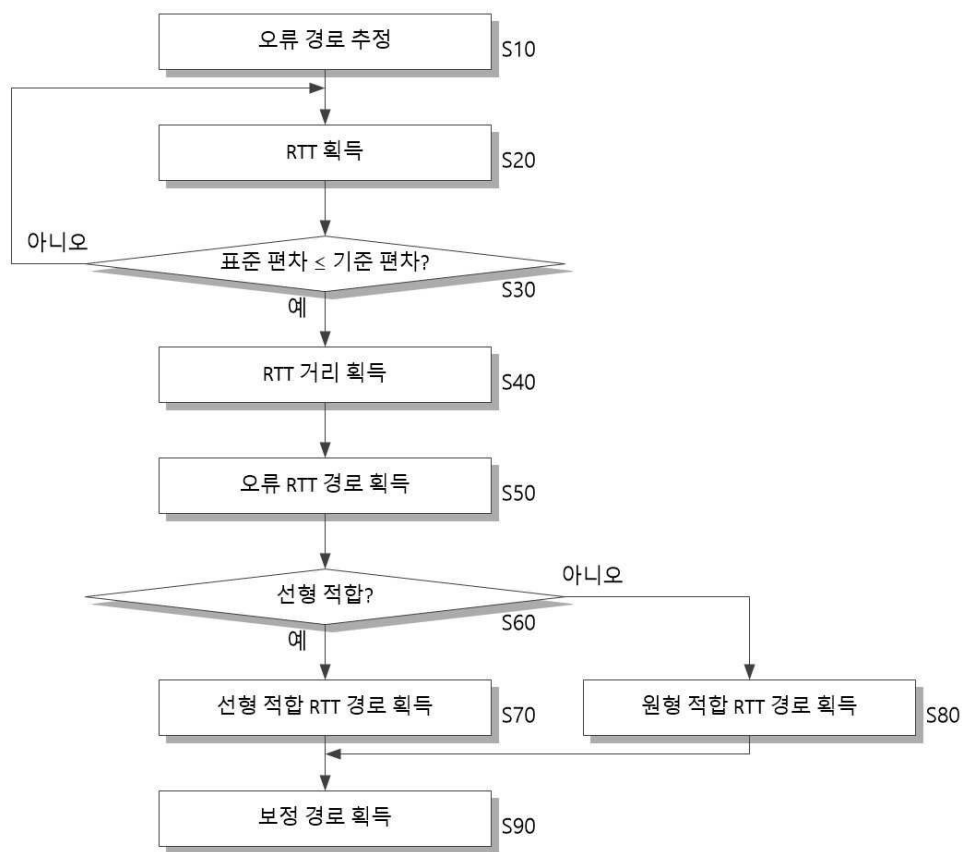 오류 경로 추정
S10
RTT 획득
S20
아니오
표준 편차 ≤ 기준 편차?
S30
예
RTT 거리 획득
S40
오류 RTT 경로 획득
S50
선형 적합?
아니오
S60
예
선형 적합 RTT 경로 획득
S70
원형 적합 RTT 경로 획득
S80
보정 경로 획득
S90